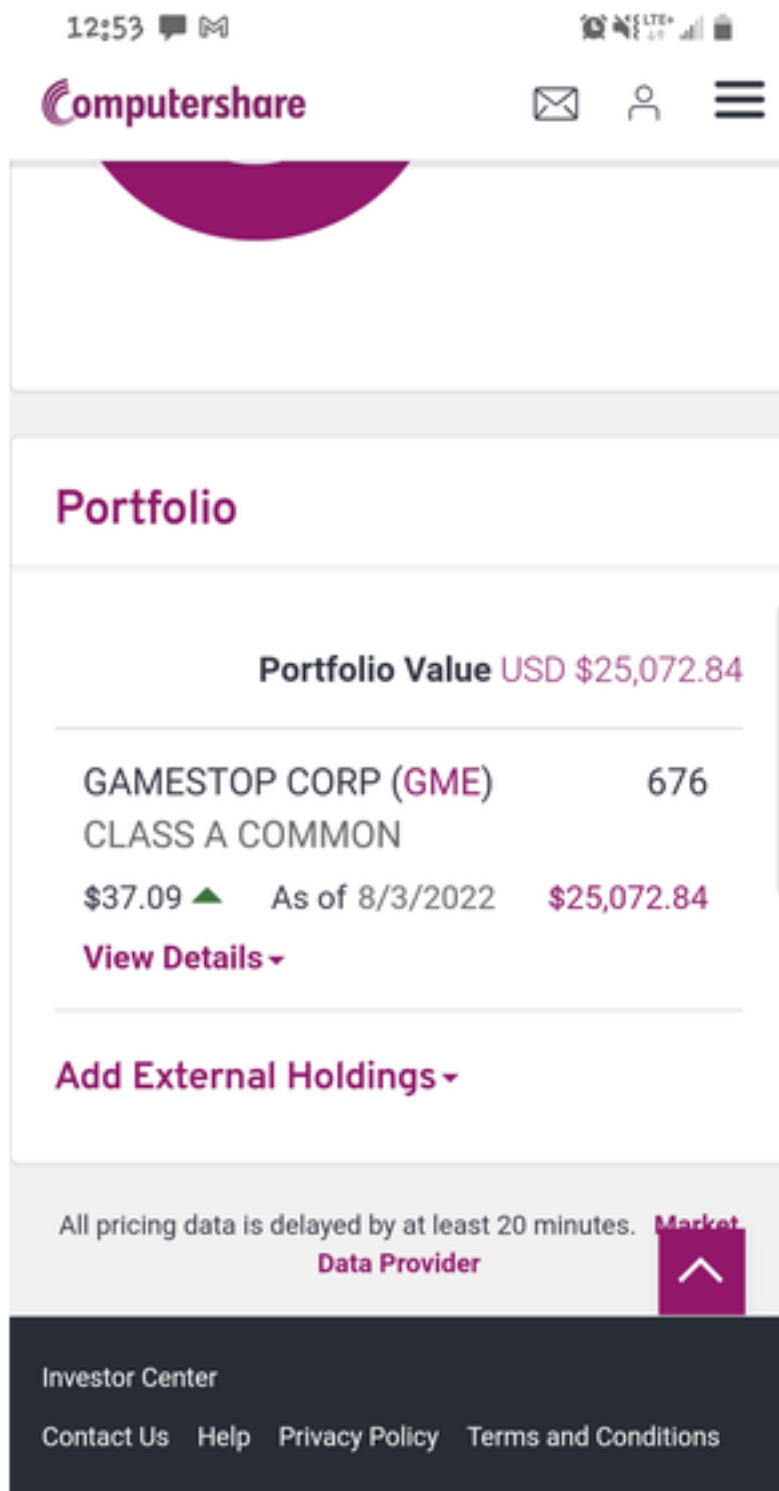 12:53
LTE+
Computershare
Portfolio
Portfolio Value USD $25,072.84
GAMESTOP CORP (GME) 676
CLASS A COMMON
$37.09 As of 8/3/2022 $25,072.84
View Details
Add External Holdings
All pricing data is delayed by at least 20 minutes. Market
Data Provider
Investor Center
Contact Us Help Privacy Policy Terms and Conditions